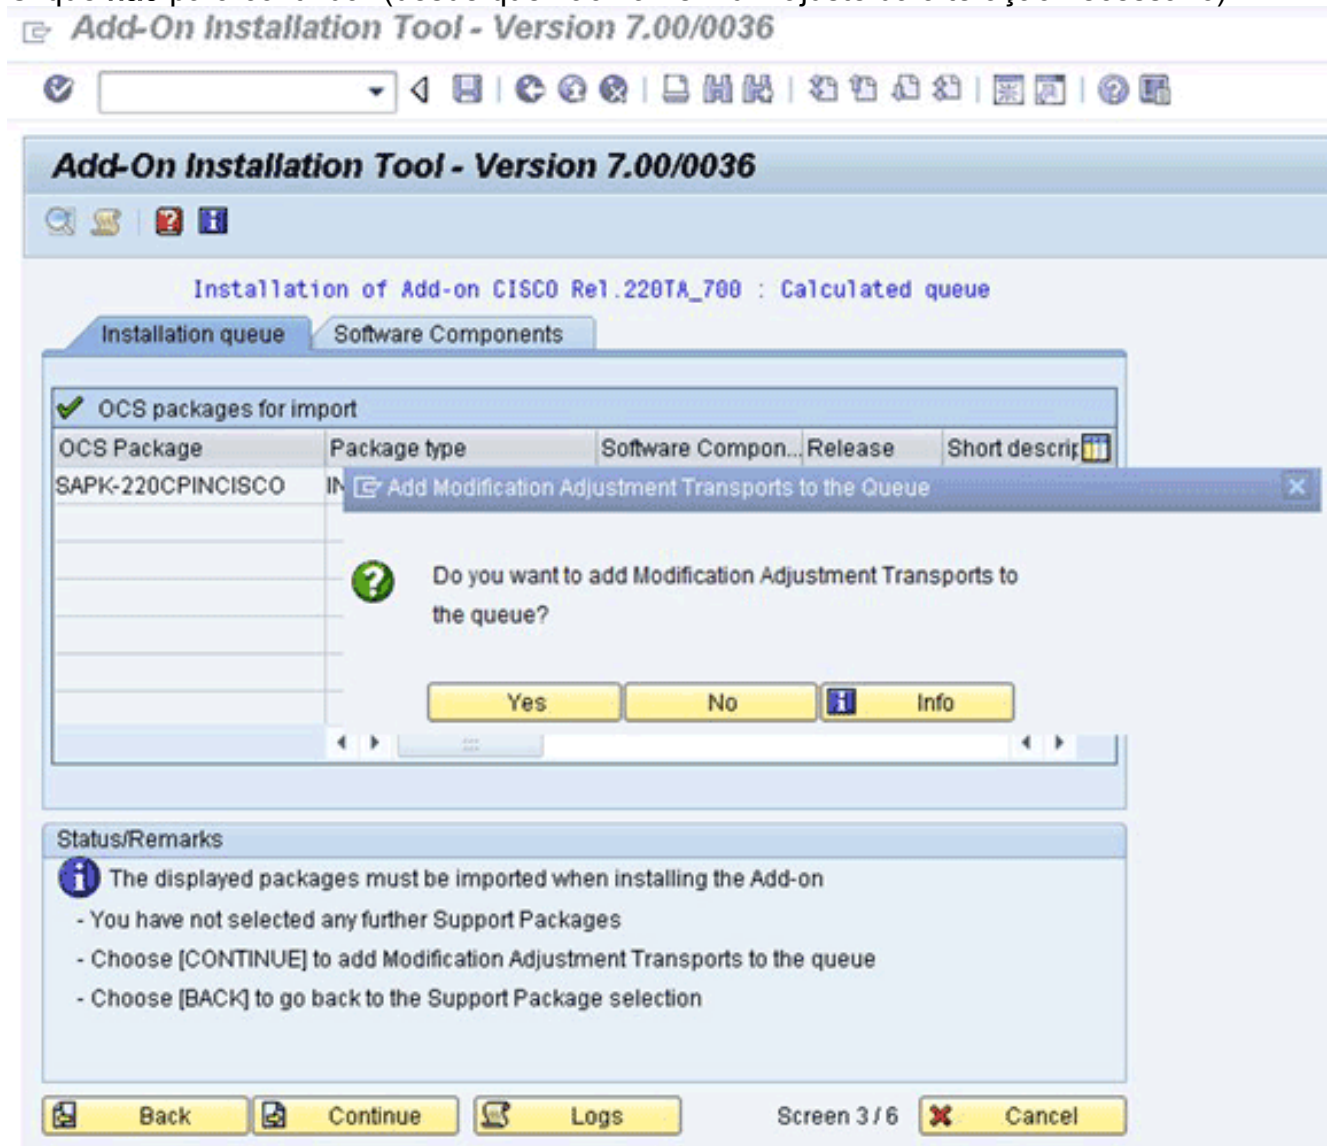 Add-On Installation Tool - Version 7.00/0036
Add-On Installation Tool - Version 7.00/0036
Installation of Add-on CISCO Rel.220TA_700 : Calculated queue
Installation queue Software Components
OCS packages for import
OCS Package Package type Software Compon... Release Short descrip
SAPK-220CPINCISCO IN
Add Modification Adjustment Transports to the Queue
Do you want to add Modification Adjustment Transports to
the queue?
Yes No Info
Status/Remarks
The displayed packages must be imported when installing the Add-on
- You have not selected any further Support Packages
- Choose [CONTINUE] to add Modification Adjustment Transports to the queue
- Choose [BACK] to go back to the Support Package selection
Back Continue Logs Screen 3 / 6 Cancel